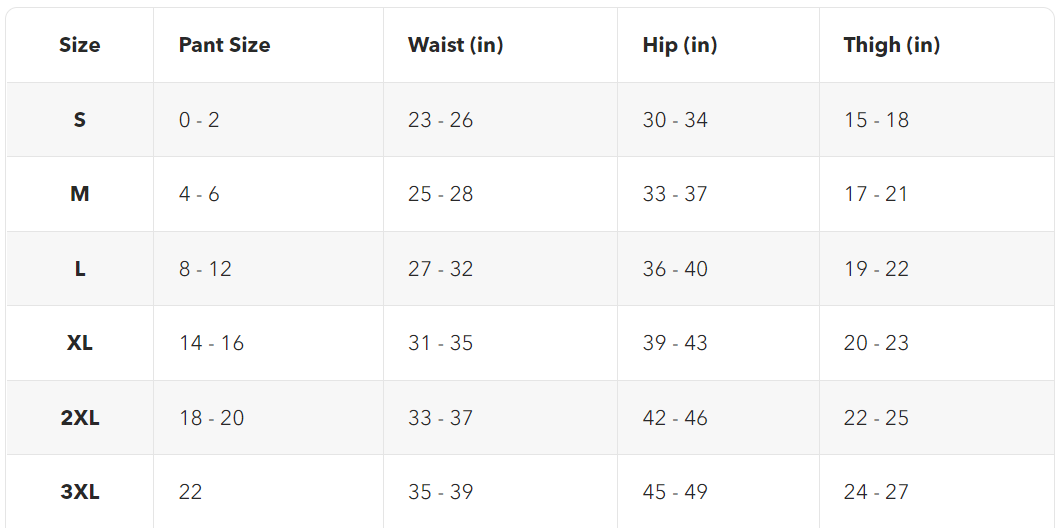 Size Pant Size Waist (in) Hip (in) Thigh (in)
S 0 - 2 23 - 26 30 - 34 15 - 18
M 4 - 6 25 - 28 33 - 37 17 - 21
L 8 - 12 27 - 32 36 - 40 19 - 22
XL 14 - 16 31 - 35 39 - 43 20 - 23
2XL 18 - 20 33 - 37 42 - 46 22 - 25
3XL 22 35 - 39 45 - 49 24 - 27